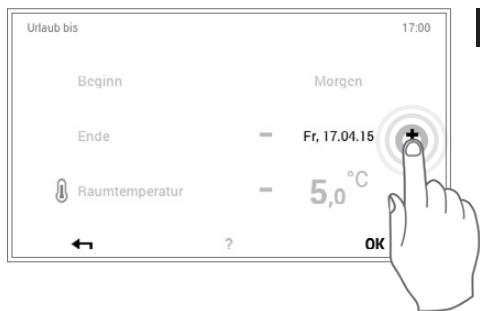 Urlaub bis 17:00
Beginn Morgen
Ende − Fr, 17.04.15 +
Raumtemperatur − 5,0 °C
? OK